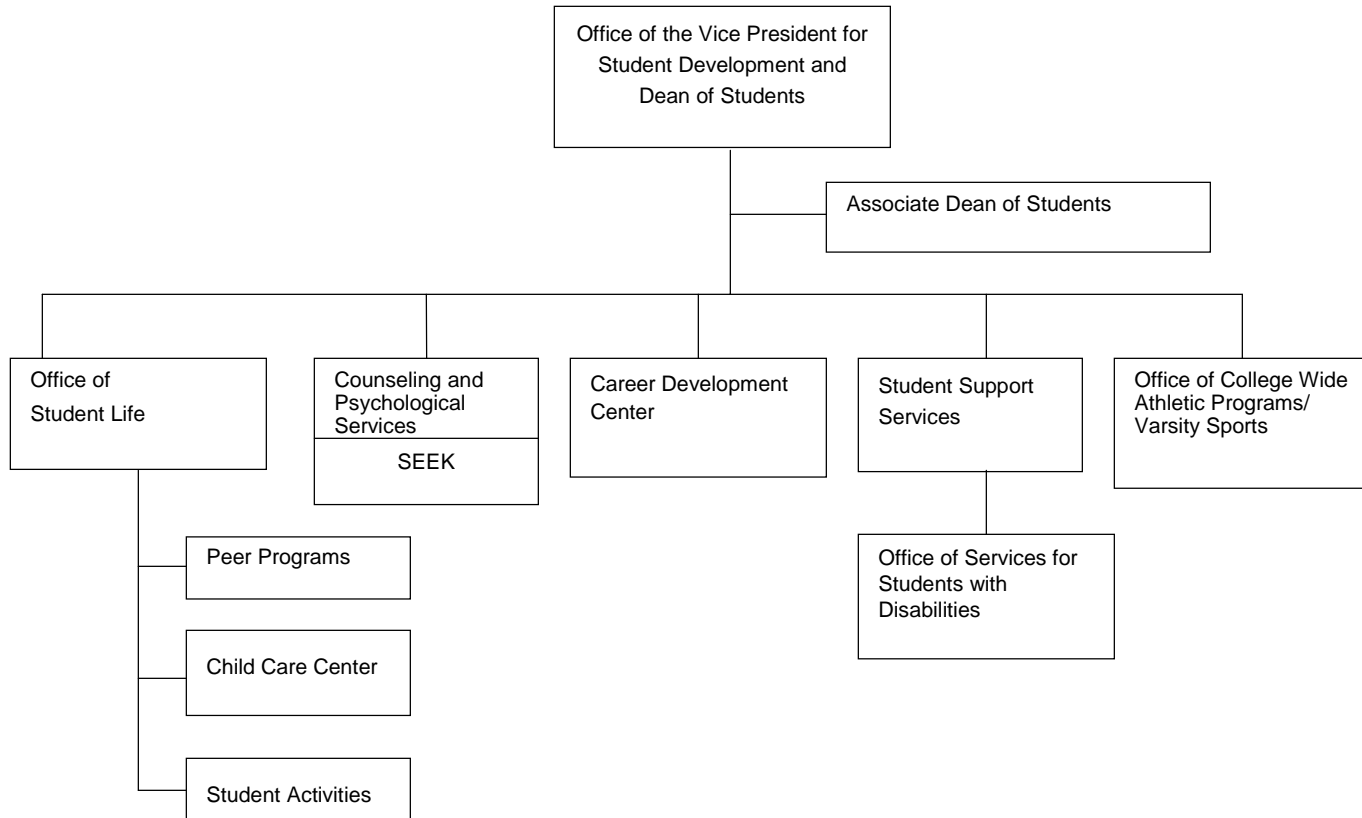 Office of the Vice President for
Student Development and
Dean of Students
Associate Dean of Students
Office of
Student Life
Counseling and
Psychological
Services
SEEK
Career Development
Center
Student Support
Services
Office of College Wide
Athletic Programs/
Varsity Sports
Peer Programs
Child Care Center
Student Activities
Office of Services for
Students with
Disabilities